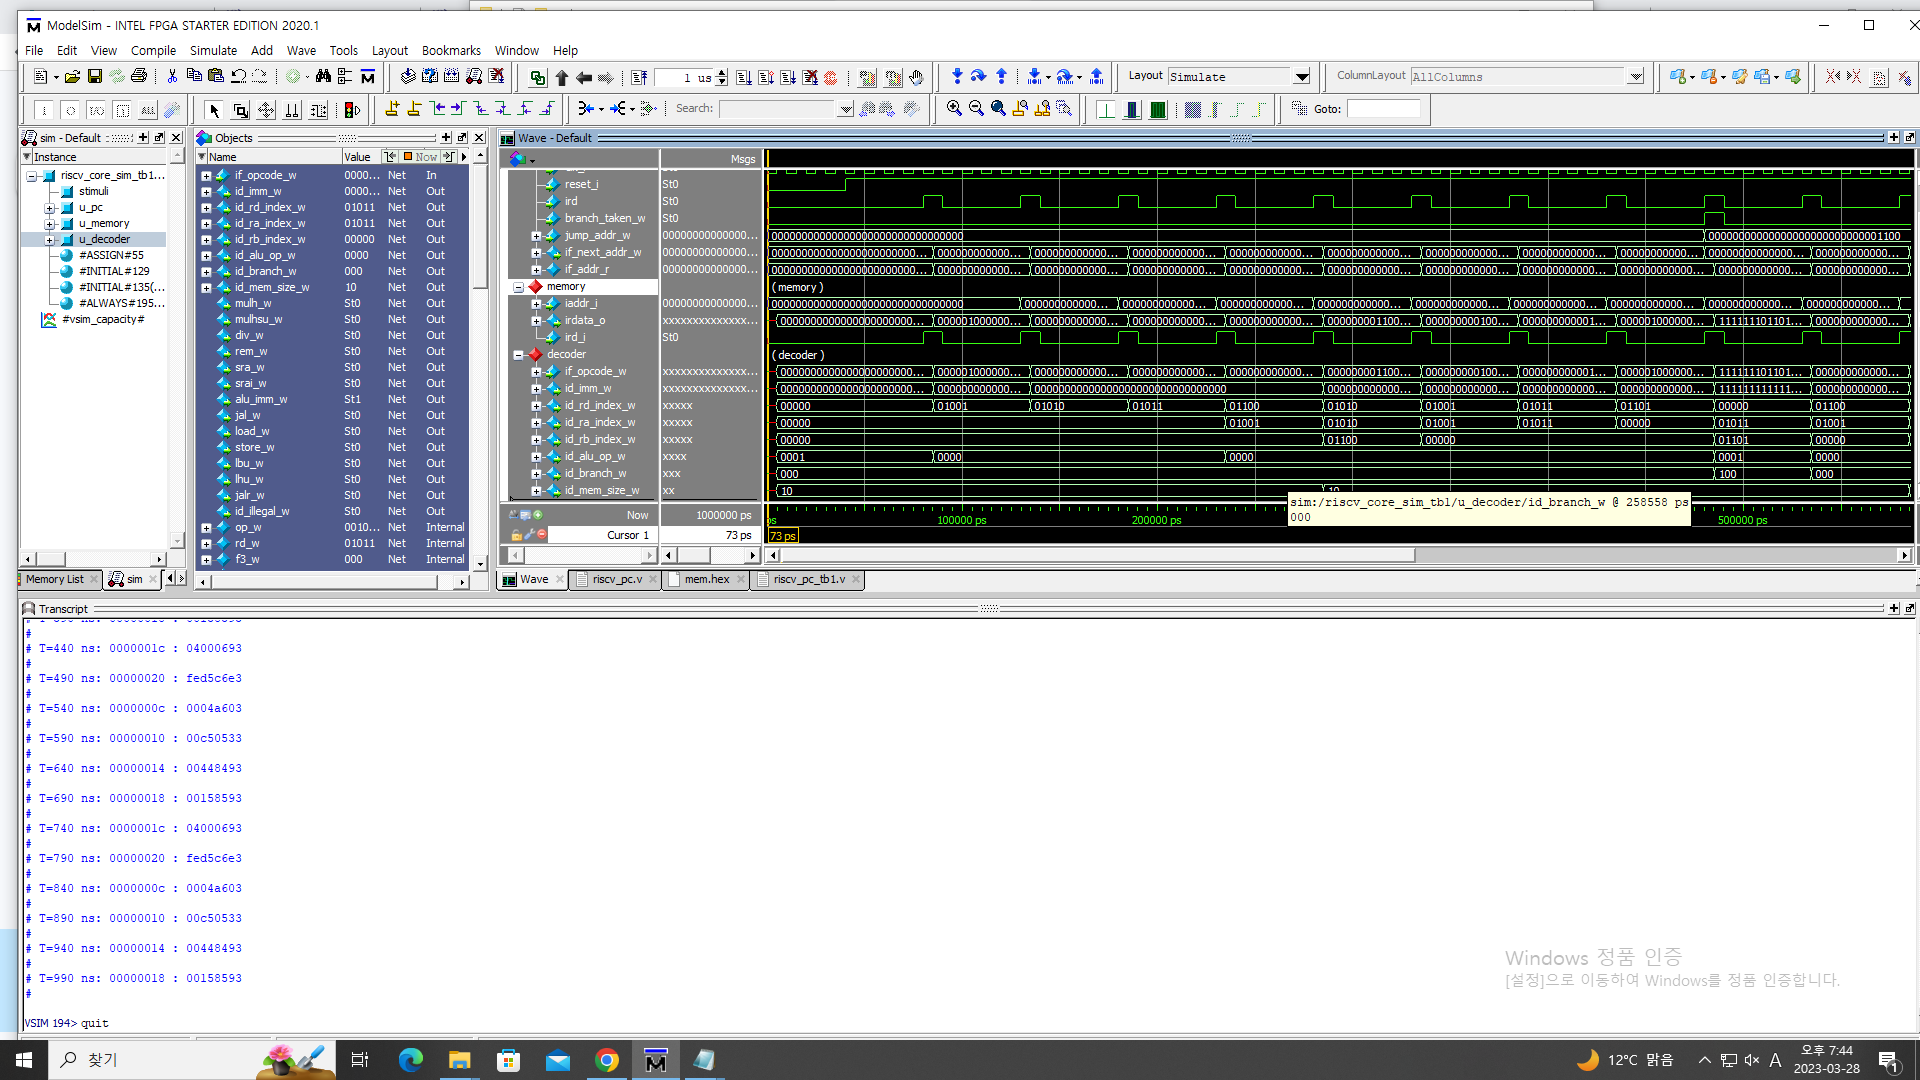 ModelSim - INTEL FPGA STARTER EDITION 2020.1
File Edit View Compile Simulate Add Wave Tools Layout Bookmarks Window Help
1 us
Layout Simulate
ColumnLayout AllColumns
Search:
Goto:
sim - Default
Instance
riscv_core_sim_tb1...
stimuli
u_pc
u_memory
u_decoder
#ASSIGN#55
#INITIAL#129
#INITIAL#135(...
#ALWAYS#195...
#vsim_capacity#
Memory List
sim
Objects
Name Value Now
if_opcode_w 0000... Net In
id_imm_w 0000... Net Out
id_rd_index_w 01011 Net Out
id_ra_index_w 01011 Net Out
id_rb_index_w 00000 Net Out
id_alu_op_w 0000 Net Out
id_branch_w 000 Net Out
id_mem_size_w 10 Net Out
mulh_w St0 Net Out
mulhsu_w St0 Net Out
div_w St0 Net Out
rem_w St0 Net Out
sra_w St0 Net Out
srai_w St0 Net Out
alu_imm_w St1 Net Out
jal_w St0 Net Out
load_w St0 Net Out
store_w St0 Net Out
lbu_w St0 Net Out
lhu_w St0 Net Out
jalr_w St0 Net Out
id_illegal_w St0 Net Out
op_w 0010... Net Internal
rd_w 01011 Net Internal
f3_w 000 Net Internal
Wave - Default
Msgs
reset_i St0
ird St0
branch_taken_w St0
jump_addr_w 00000000000000...
if_next_addr_w 00000000000000...
if_addr_r 00000000000000...
memory (memory)
iaddr_i 00000000000000...
irdata_o xxxxxxxxxxxxxx...
ird_i St0
decoder (decoder)
if_opcode_w xxxxxxxxxxxxxx...
id_imm_w xxxxxxxxxxxxxx...
id_rd_index_w xxxxx 00000 01001 01010 01011 01100 01010 01001 01011 01101 00000 01100
id_ra_index_w xxxxx 00000 01001 01010 01001 01011 00000 01011 01001
id_rb_index_w xxxxx 00000 01100 00000 01101 00000
id_alu_op_w xxxx 0001 0000 0000 0001 0000
id_branch_w xxx 000 100 000
id_mem_size_w xx 10
sim:/riscv_core_sim_tb1/u_decoder/id_branch_w @ 258558 ps
000
Now 1000000 ps
ps 100000 ps 200000 ps 500000 ps
Cursor 1 73 ps
73 ps
Wave riscv_pc.v mem.hex riscv_pc_tb1.v
Transcript
#
# T=440 ns: 0000001c : 04000693
#
# T=490 ns: 00000020 : fed5c6e3
#
# T=540 ns: 0000000c : 0004a603
#
# T=590 ns: 00000010 : 00c50533
#
# T=640 ns: 00000014 : 00448493
#
# T=690 ns: 00000018 : 00158593
#
# T=740 ns: 0000001c : 04000693
#
# T=790 ns: 00000020 : fed5c6e3
#
# T=840 ns: 0000000c : 0004a603
#
# T=890 ns: 00000010 : 00c50533
#
# T=940 ns: 00000014 : 00448493
#
# T=990 ns: 00000018 : 00158593
#
VSIM 194> quit
Windows 정품 인증
[설정]으로 이동하여 Windows를 정품 인증합니다.
찾기
12°C 맑음
A
오후 7:44
2023-03-28
1